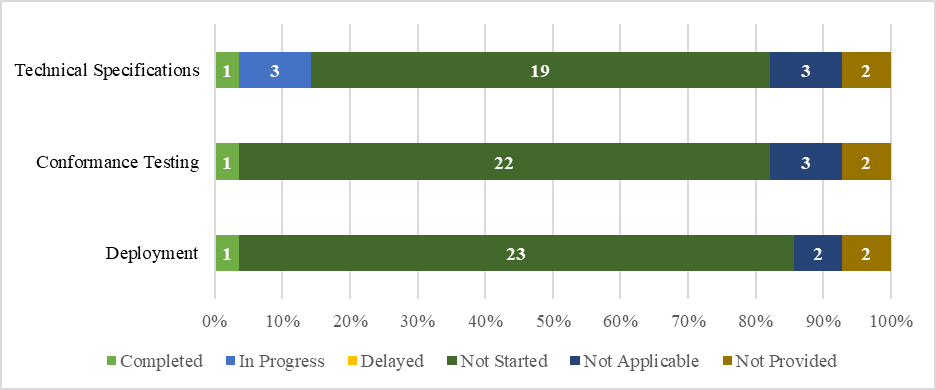 Technical Specifications 1 3 19 3 2
Conformance Testing 1 22 3 2
Deployment 1 23 2 2
0% 10% 20% 30% 40% 50% 60% 70% 80% 90% 100%
Completed In Progress Delayed Not Started Not Applicable Not Provided